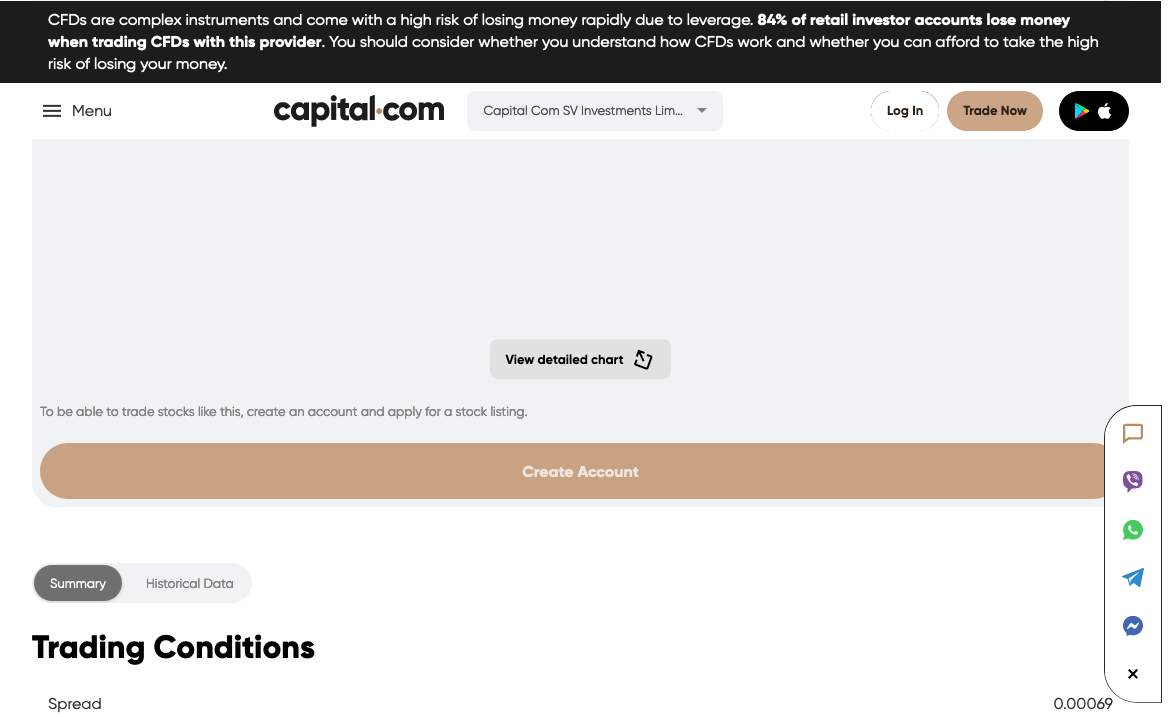 CFDs are complex instruments and come with a high risk of losing money rapidly due to leverage. 84% of retail investor accounts lose money
when trading CFDs with this provider. You should consider whether you understand how CFDs work and whether you can afford to take the high
risk of losing your money.
Menu
capital.com
Capital Com SV Investments Lim...
Log In
Trade Now
View detailed chart
To be able to trade stocks like this, create an account and apply for a stock listing.
Create Account
Summary
Historical Data
Trading Conditions
Spread
0.00069